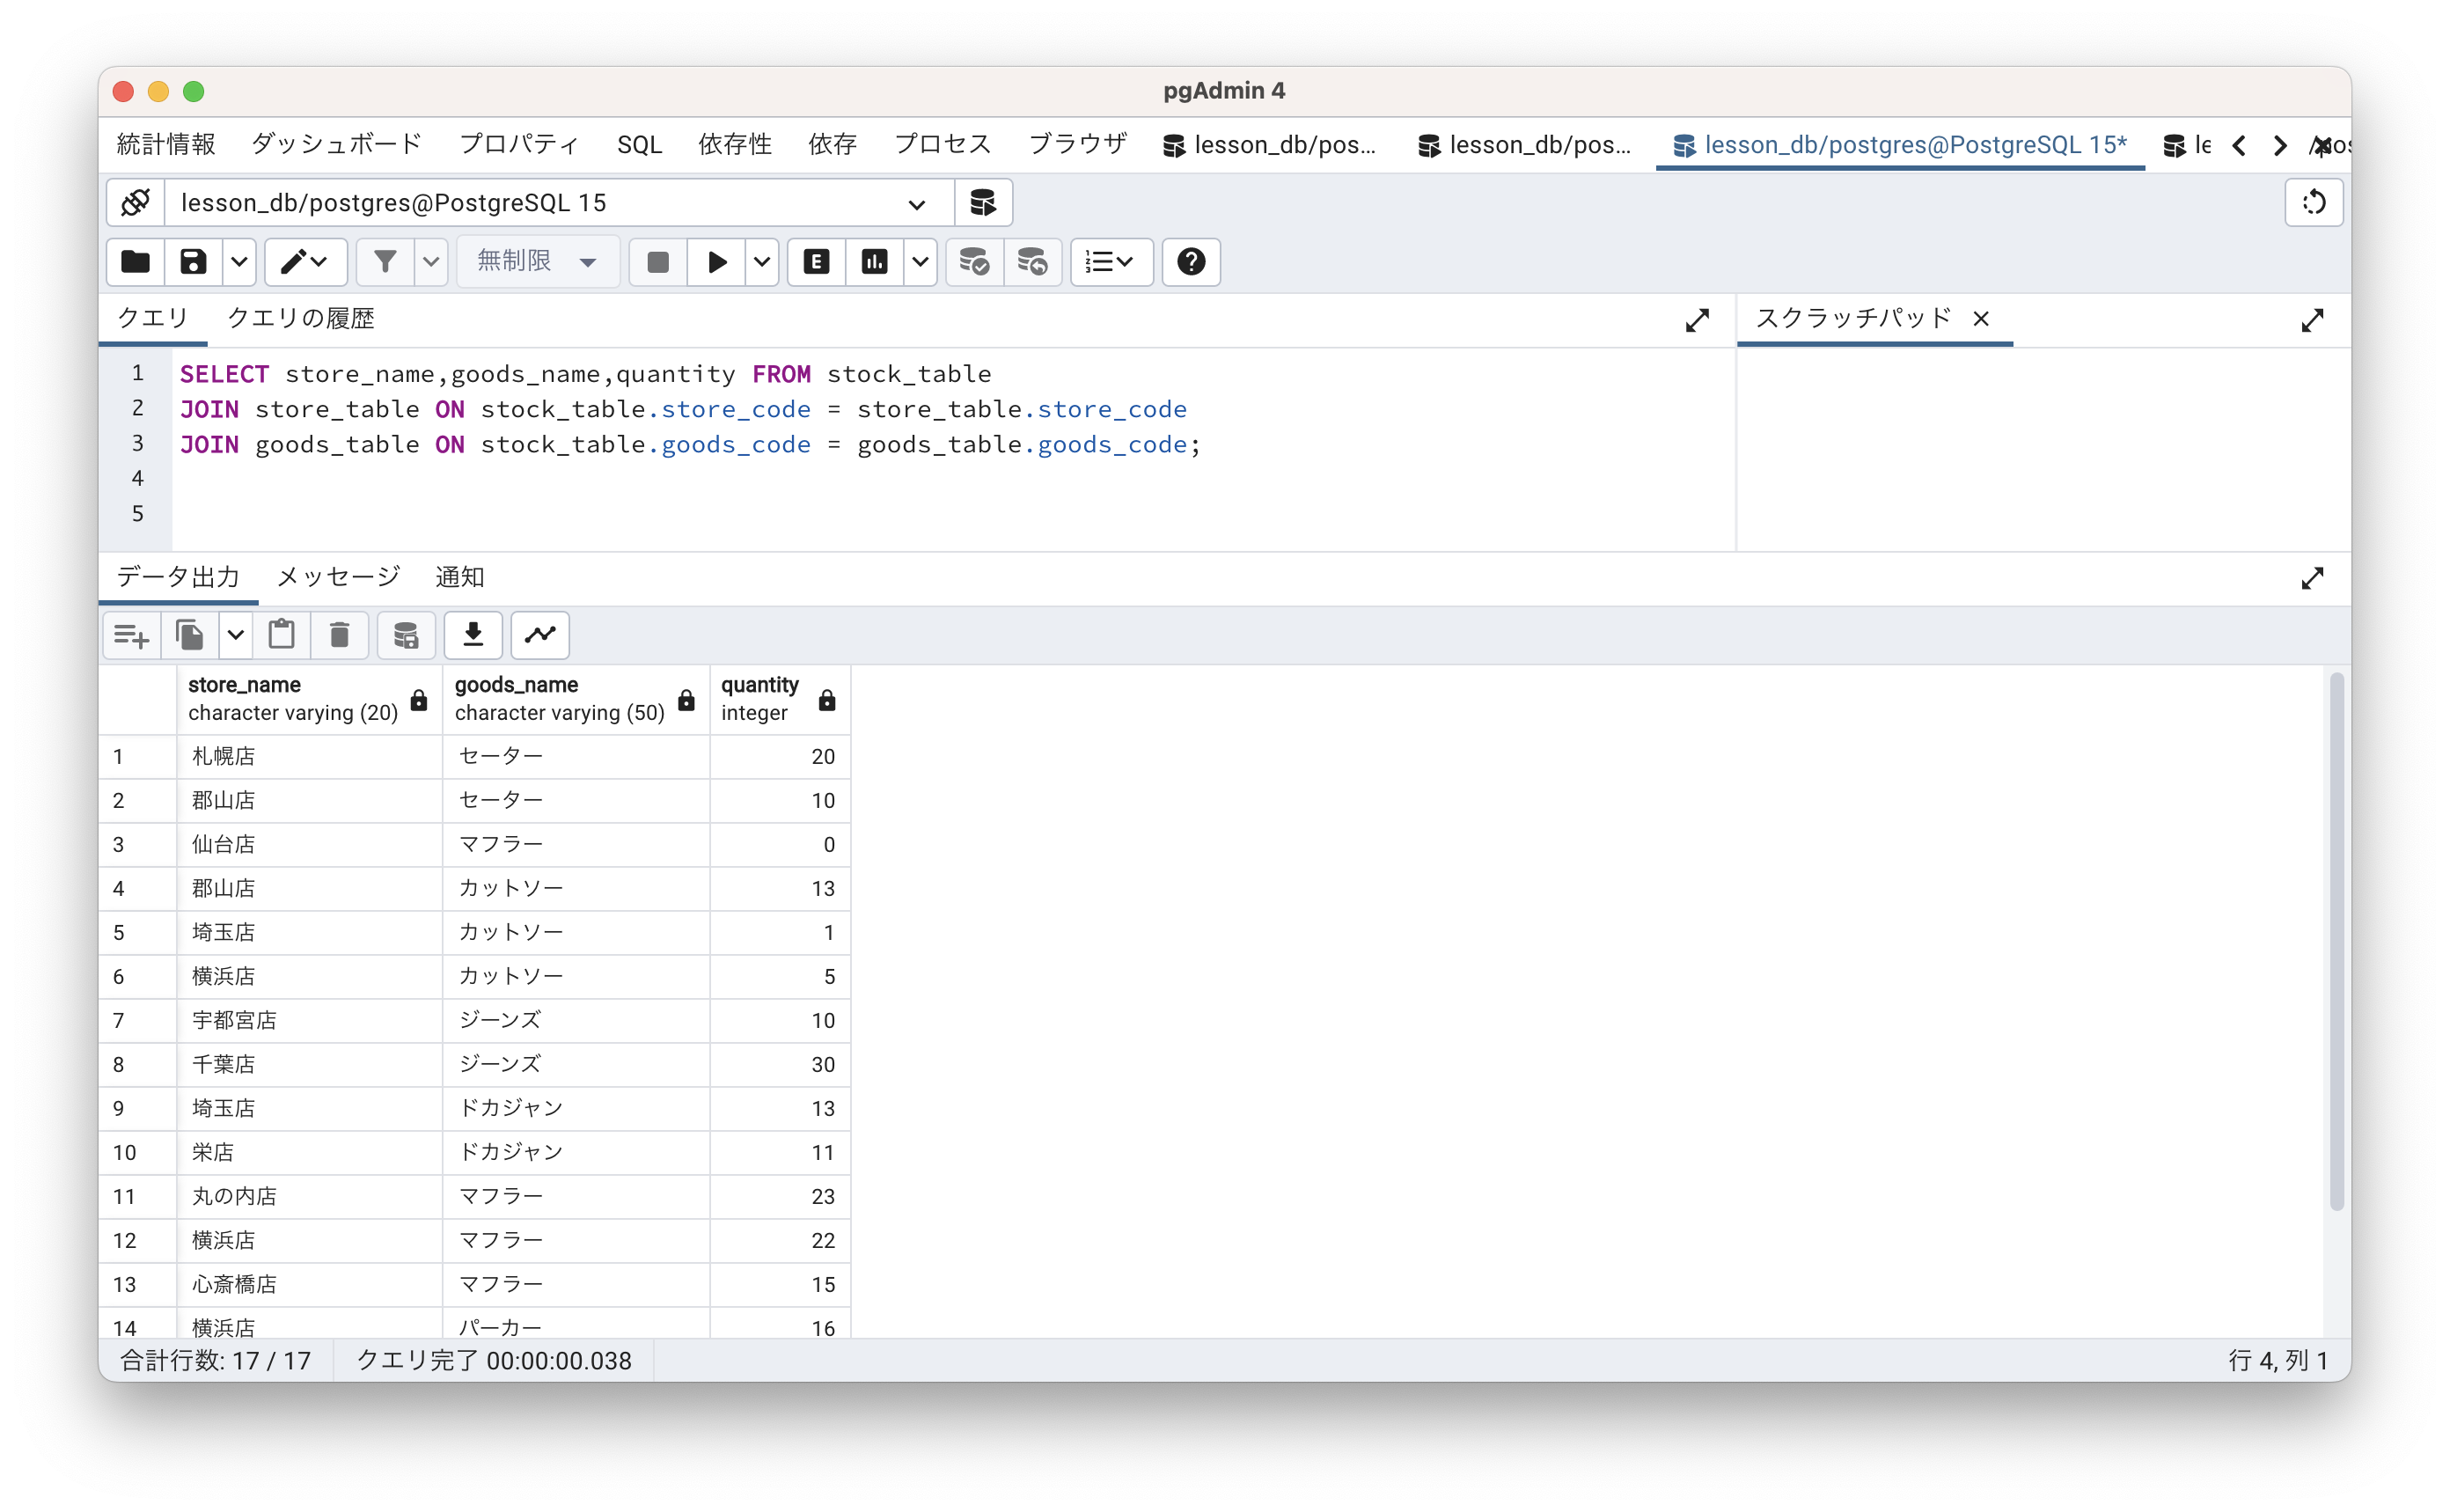 pgAdmin 4
統計情報 ダッシュボード プロパティ SQL 依存性 依存 プロセス ブラウザ lesson_db/pos... lesson_db/pos... lesson_db/postgres@PostgreSQL 15*
lesson_db/postgres@PostgreSQL 15
無制限
クエリ クエリの履歴 スクラッチパッド
1 SELECT store_name,goods_name,quantity FROM stock_table
2 JOIN store_table ON stock_table.store_code = store_table.store_code
3 JOIN goods_table ON stock_table.goods_code = goods_table.goods_code;
4
5
データ出力 メッセージ 通知
store_name goods_name quantity
character varying (20) character varying (50) integer
1 札幌店 セーター 20
2 郡山店 セーター 10
3 仙台店 マフラー 0
4 郡山店 カットソー 13
5 埼玉店 カットソー 1
6 横浜店 カットソー 5
7 宇都宮店 ジーンズ 10
8 千葉店 ジーンズ 30
9 埼玉店 ドカジャン 13
10 栄店 ドカジャン 11
11 丸の内店 マフラー 23
12 横浜店 マフラー 22
13 心斎橋店 マフラー 15
14 横浜店 パーカー 16
合計行数: 17 / 17 クエリ完了 00:00:00.038 行 4, 列 1